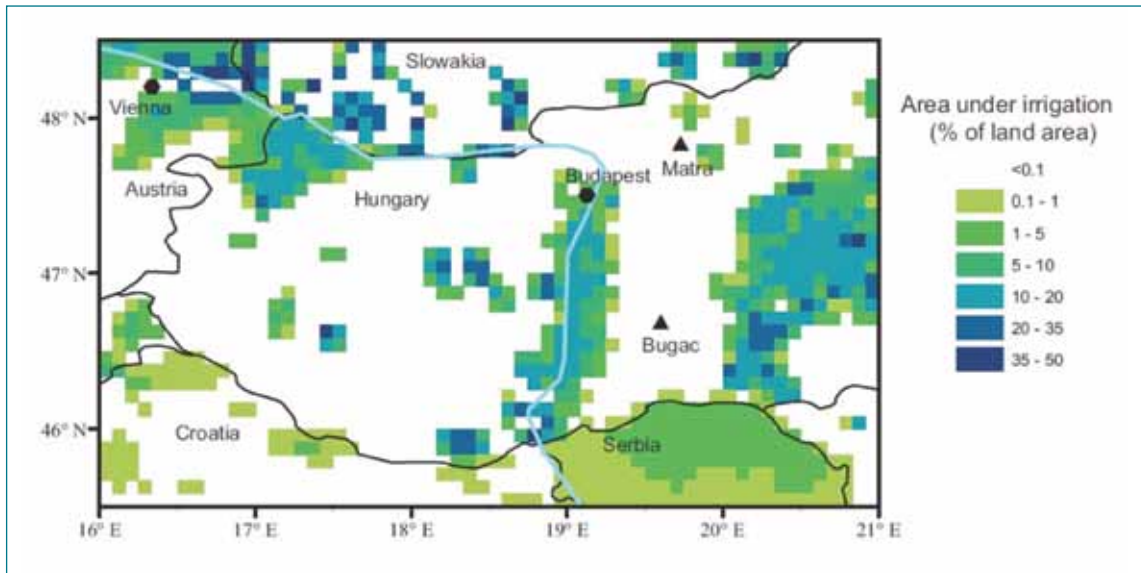 Area under irrigation
(% of land area)
<0.1
0.1 - 1
1 - 5
5 - 10
10 - 20
20 - 35
35 - 50
48° N
47° N
46° N
16° E
17° E
18° E
19° E
20° E
21° E
Slowakia
Vienna
Matra
Budapest
Austria
Hungary
Bugac
Croatia
Serbia